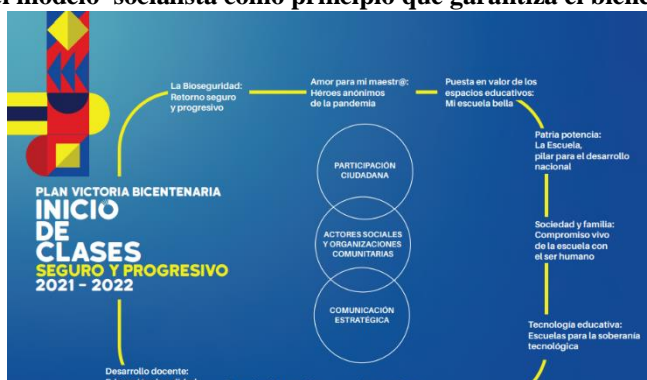 modelo socialista como principio que garantiza el
La Bioseguridad:
Retorno seguro
y progresivo
Amor para mi maestr@:
Héroes anónimos
de la pandemia
Puesta en valor de los
espacios educativos:
Mi escuela bella
Patria potencia:
La Escuela,
pilar para el desarrollo
nacional
PLAN VICTORIA BICENTENARIA
INICIO
DE
CLASES
SEGURO Y PROGRESIVO
2021 - 2022
PARTICIPACIÓN
CIUDADANA
ACTORES SOCIALES
Y ORGANIZACIONES
COMUNITARIAS
COMUNICACIÓN
ESTRATÉGICA
Sociedad y familia:
Compromiso vivo
de la escuela con
el ser humano
Tecnología educativa:
Escuelas para la soberanía
tecnológica
Desarrollo docente: